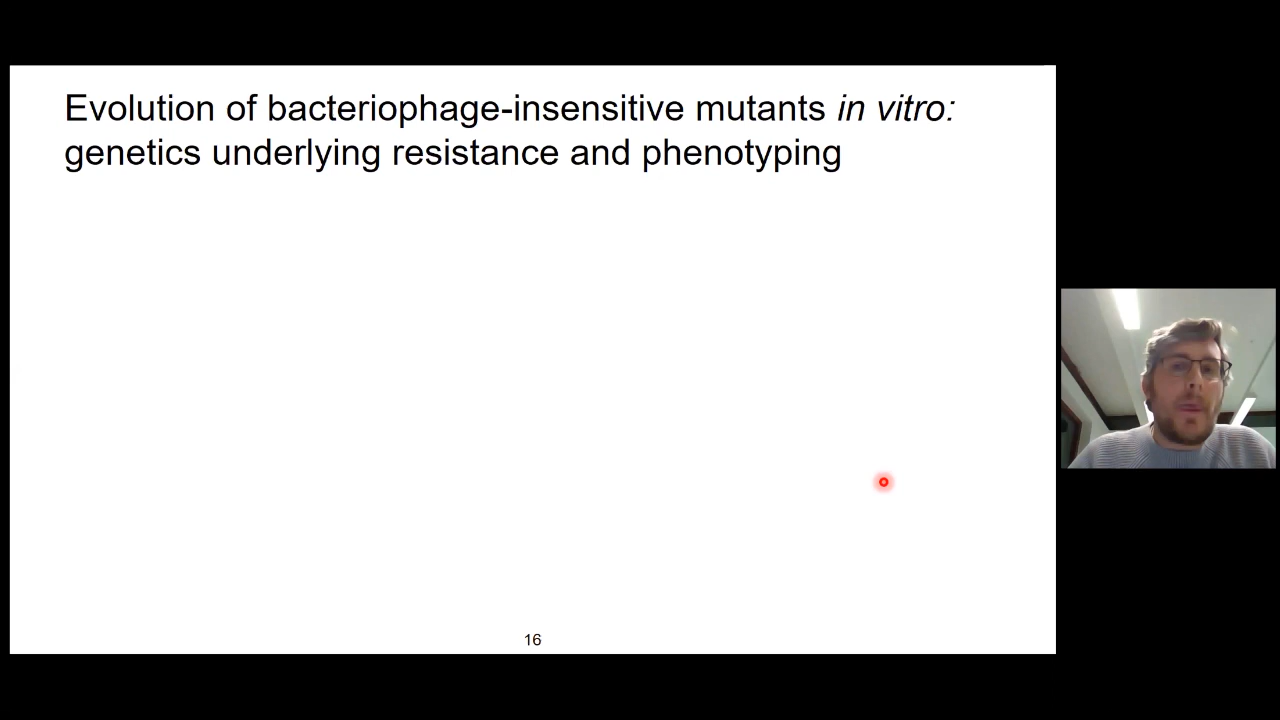 Evolution of bacteriophage-insensitive mutants in vitro:
genetics underlying resistance and phenotyping
16